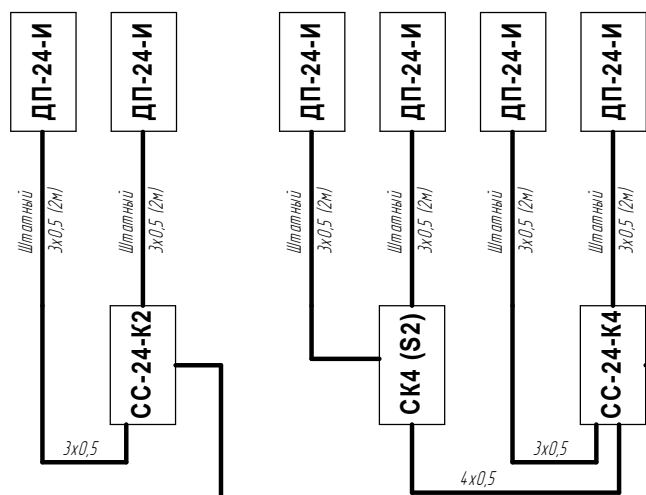 ДП-24-И
ДП-24-И
ДП-24-И
ДП-24-И
ДП-24-И
ДП-24-И
Штатный
3х0,5 (2м)
Штатный
3х0,5 (2м)
Штатный
3х0,5 (2м)
Штатный
3х0,5 (2м)
Штатный
3х0,5 (2м)
Штатный
3х0,5 (2м)
СС-24-К2
СК4 (S2)
СС-24-К4
3х0,5
3х0,5
4х0,5